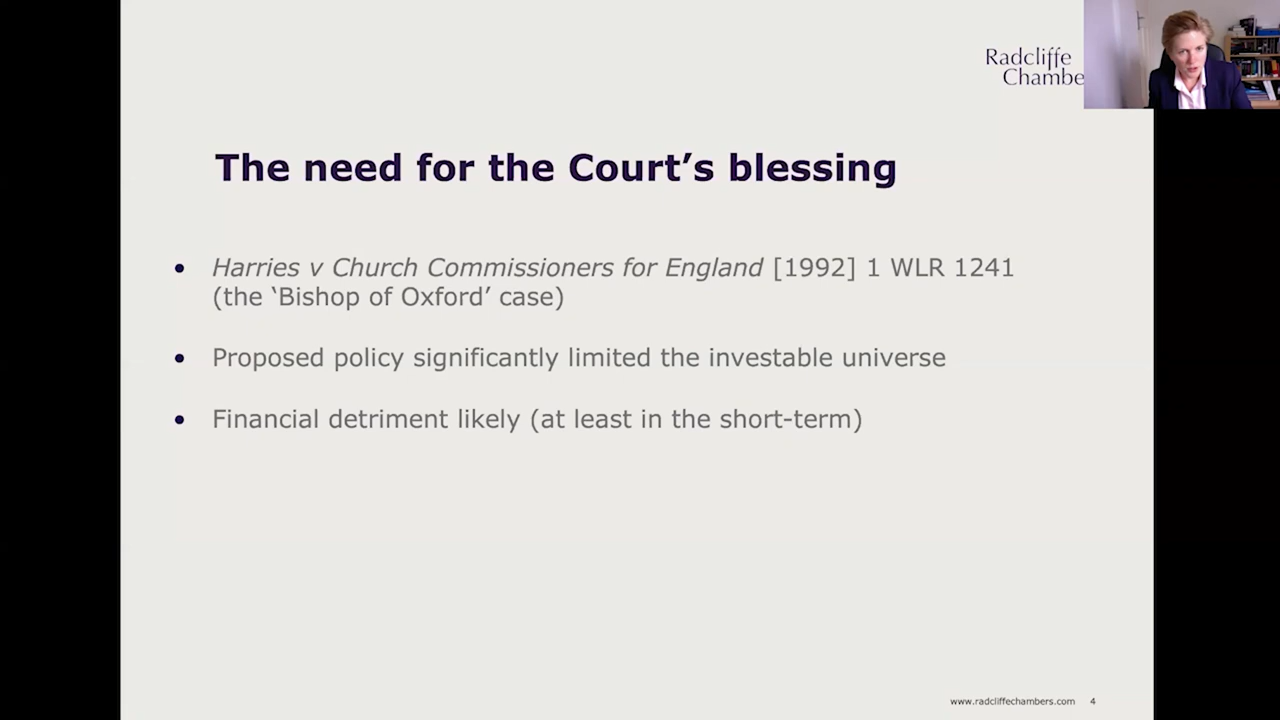 Radcliffe
Chambe
The need for the Court’s blessing
• Harries v Church Commissioners for England [1992] 1 WLR 1241
(the ‘Bishop of Oxford’ case)
• Proposed policy significantly limited the investable universe
• Financial detriment likely (at least in the short-term)
www.radcliffechambers.com 4